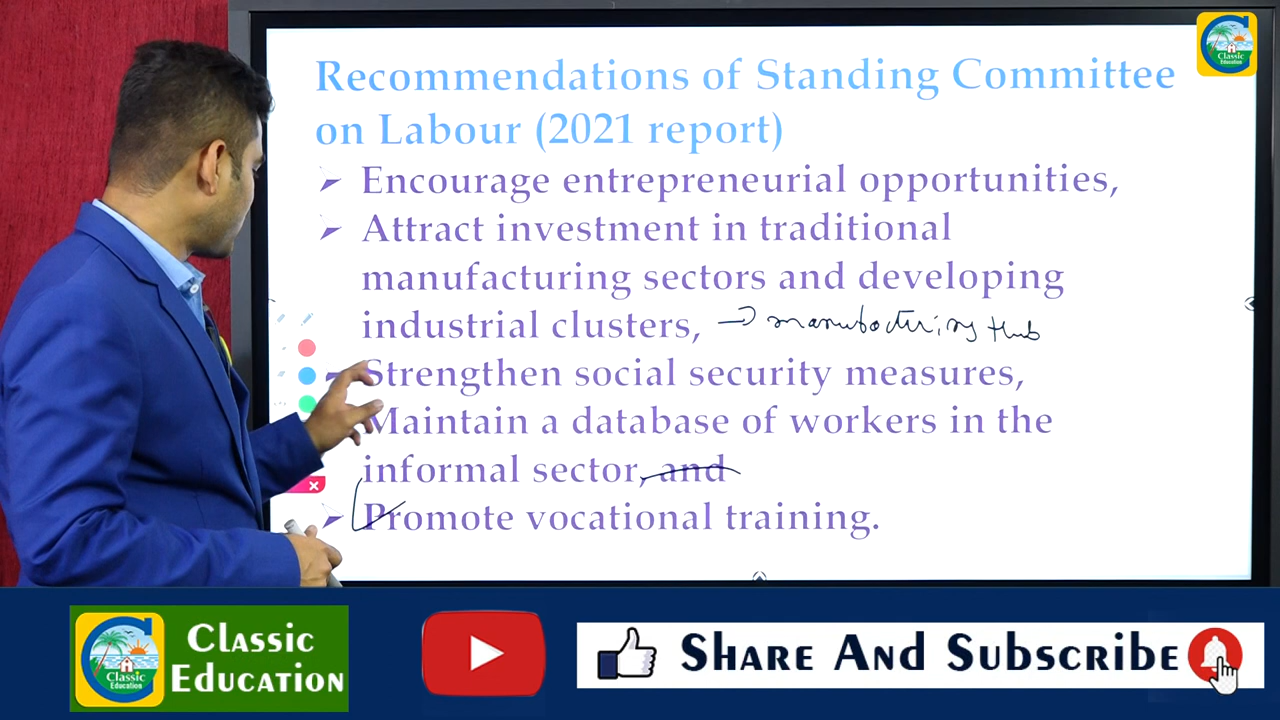 Recommendations of Standing Committee
on Labour (2021 report)
Encourage entrepreneurial opportunities,
Attract investment in traditional
manufacturing sectors and developing
industrial clusters, → manufacturing Hub
Strengthen social security measures,
Maintain a database of workers in the
informal sector, and
Promote vocational training.
Classic
Education
Classic
Education
Classic
Education
Share And Subscribe